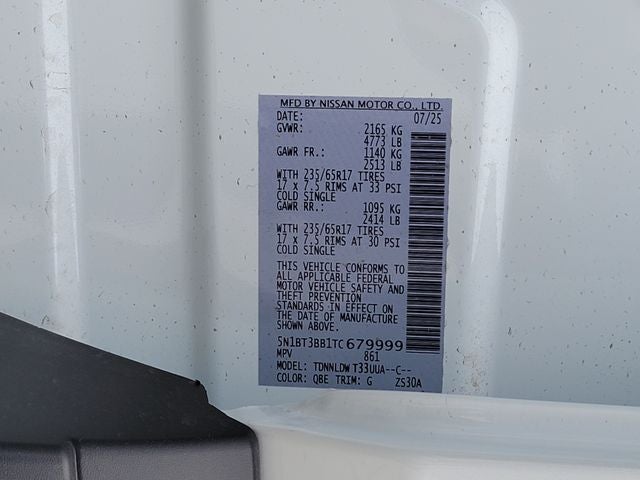 MFD BY NISSAN MOTOR CO., LTD.
DATE: 07/25
GVWR: 2165 KG
4773 LB
GAWR FR.: 1140 KG
2513 LB
WITH 235/65R17 TIRES
17 x 7.5 RIMS AT 33 PSI
COLD SINGLE
GAWR RR.: 1095 KG
2414 LB
WITH 235/65R17 TIRES
17 x 7.5 RIMS AT 30 PSI
COLD SINGLE
THIS VEHICLE CONFORMS TO
ALL APPLICABLE FEDERAL
MOTOR VEHICLE SAFETY AND
THEFT PREVENTION
STANDARDS IN EFFECT ON
THE DATE OF MANUFACTURE
SHOWN ABOVE.
5N1BT3BB1TC679999
MPV 861
MODEL: TDNNLDW T33UUA--C--
COLOR: QBE TRIM: G ZS30A